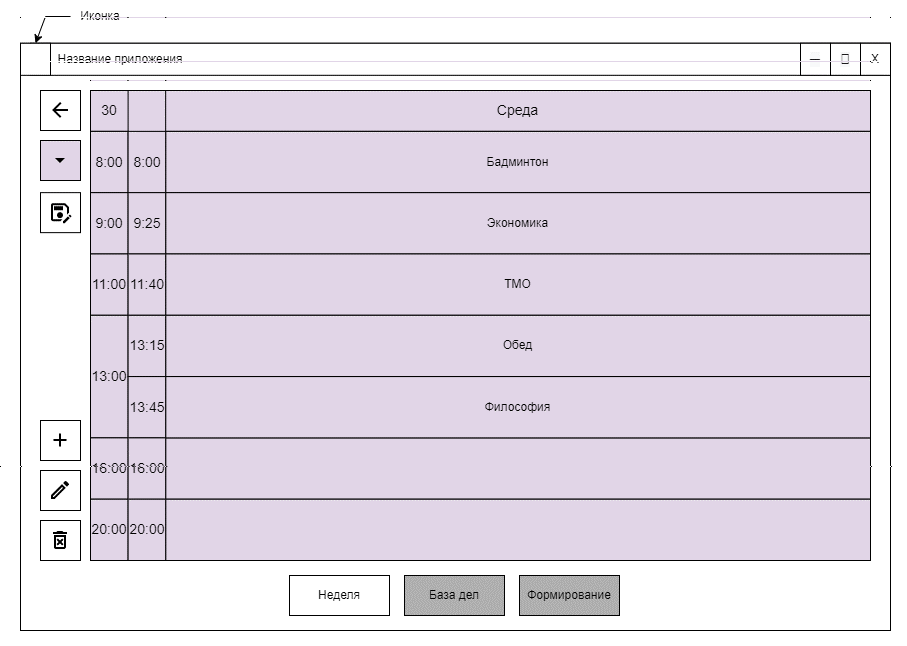 Иконка
Название приложения
X
30 Среда
8:00 8:00 Бадминтон
9:00 9:25 Экономика
11:00 11:40 ТМО
13:00 13:15 Обед
13:45 Философия
16:00 16:00
20:00 20:00
Неделя База дел Формирование